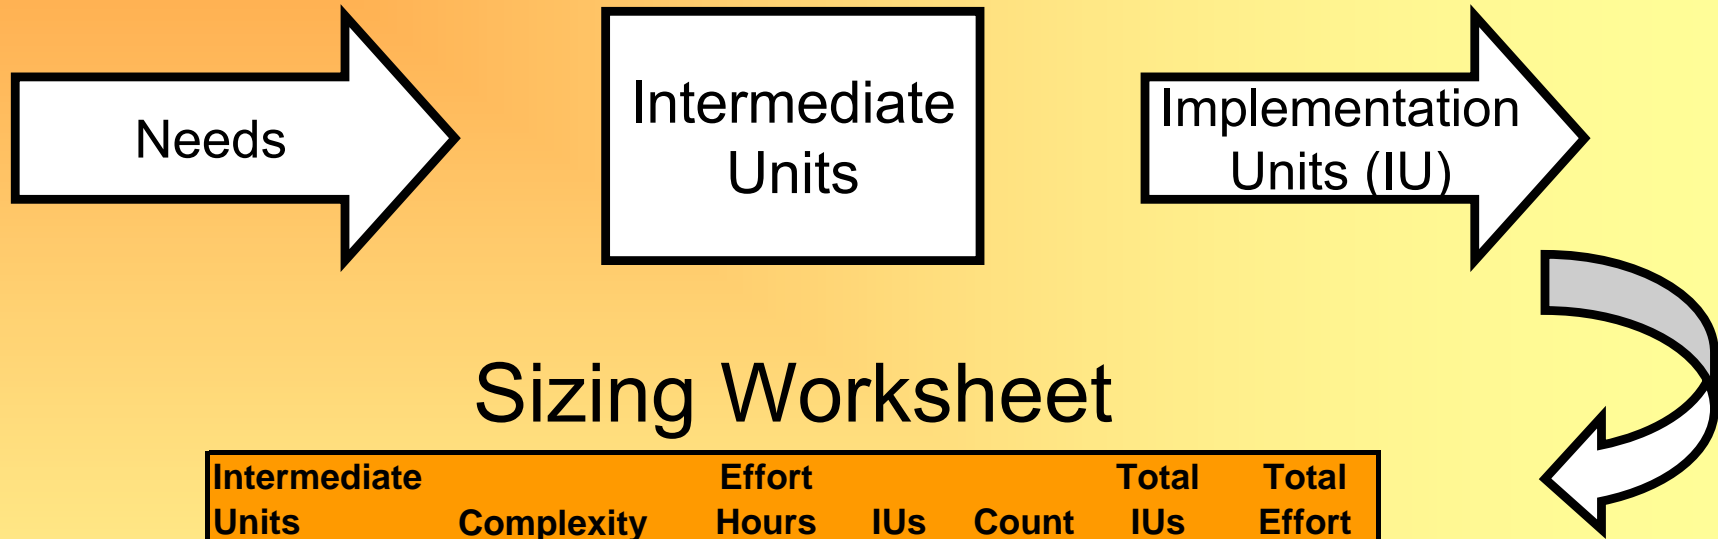 Needs
Intermediate
Units
Implementation
Units (IU)
Sizing Worksheet
Intermediate Effort Total Total
Units Complexity Hours IUs Count IUs Effort